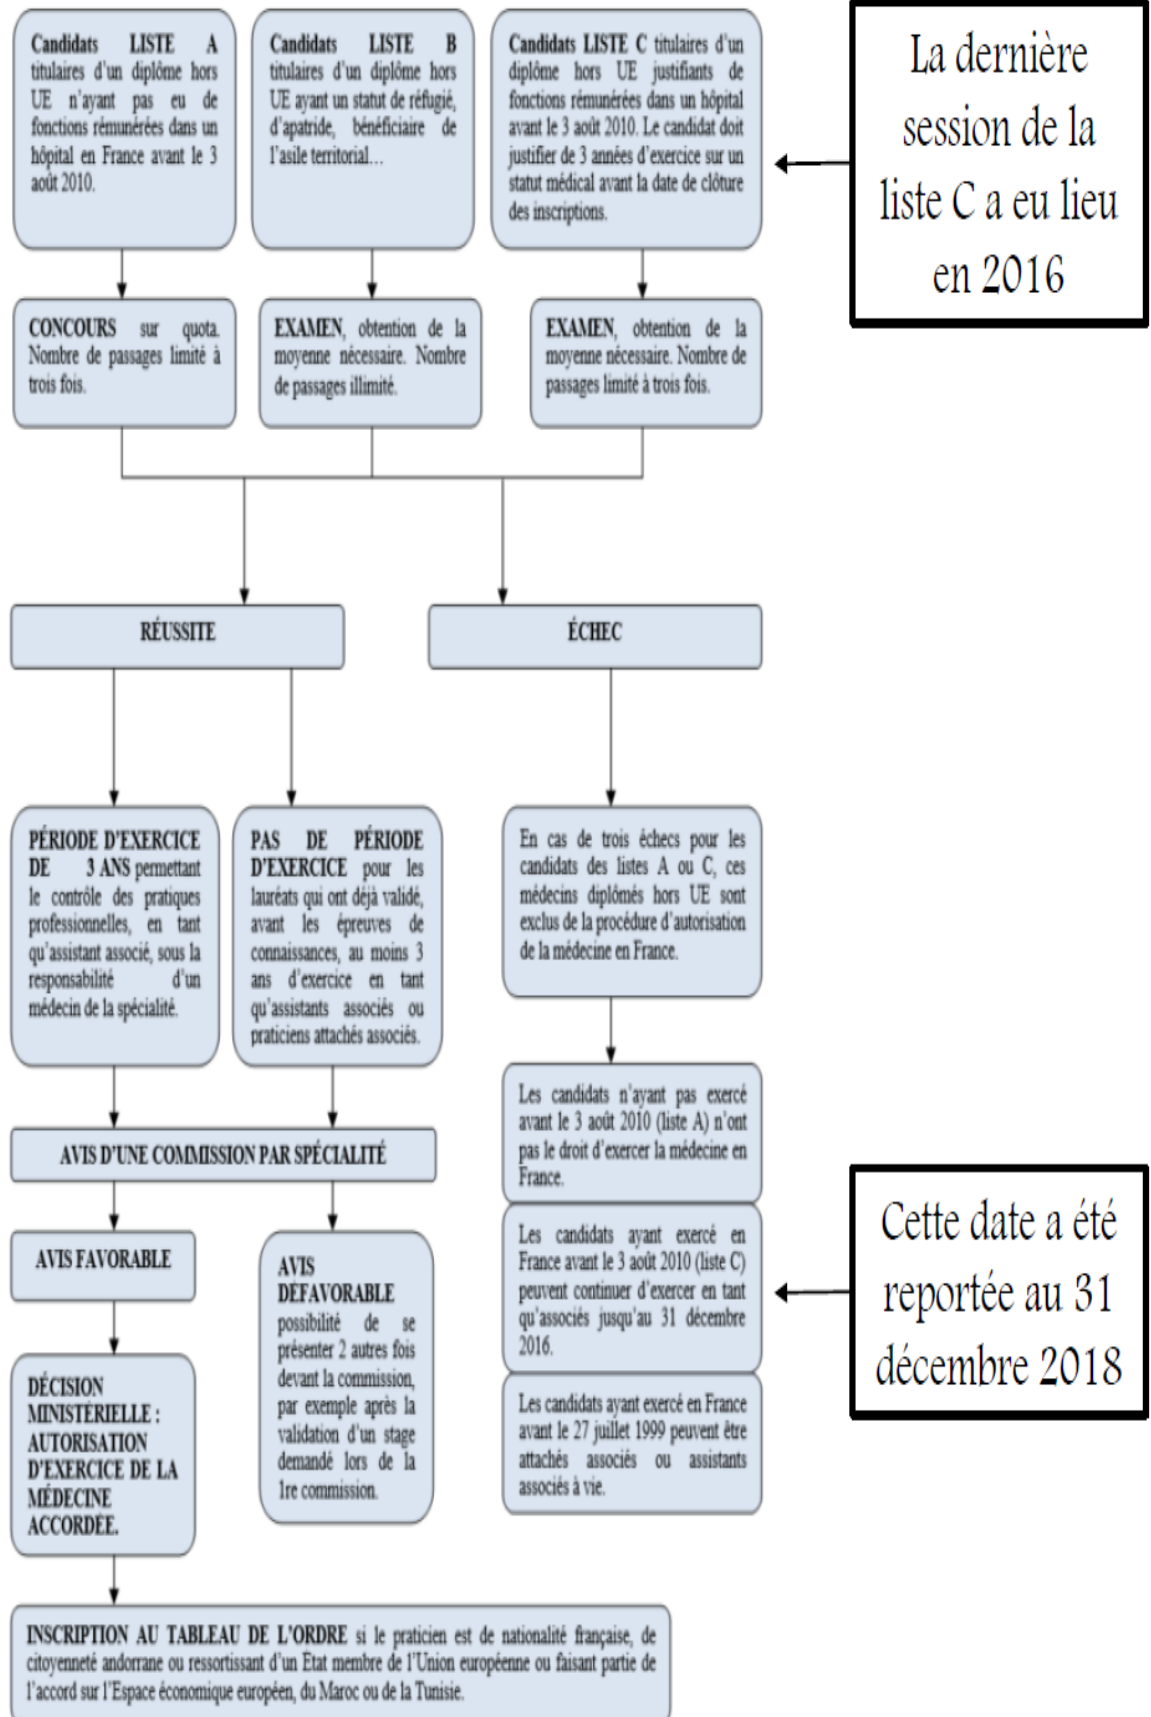 Candidats LISTE A
titulaires d'un diplôme hors
UE n'ayant pas eu de
fonctions rémunérées dans un
hôpital en France avant le 3
août 2010.
Candidats LISTE B
titulaires d'un diplôme hors
UE ayant un statut de réfugié,
d'apatride, bénéficiaire de
l'asile territorial…
Candidats LISTE C titulaires d'un
diplôme hors UE justifiants de
fonctions rémunérées dans un hôpital
avant le 3 août 2010. Le candidat doit
justifier de 3 années d'exercice sur un
statut médical avant la date de clôture
des inscriptions.
La dernière
session de la
liste C a eu lieu
en 2016
CONCOURS sur quota.
Nombre de passages limité à
trois fois.
EXAMEN, obtention de la
moyenne nécessaire. Nombre
de passages illimité.
EXAMEN, obtention de la
moyenne nécessaire. Nombre de
passages limité à trois fois.
RÉUSSITE
ÉCHEC
PÉRIODE D'EXERCICE
DE 3 ANS permettant
le contrôle des pratiques
professionnelles, en tant
qu'assistant associé, sous la
responsabilité d'un
médecin de la spécialité.
PAS DE PÉRIODE
D'EXERCICE pour les
lauréats qui ont déjà validé,
avant les épreuves de
connaissances, au moins 3
ans d'exercice en tant
qu'assistants associés ou
praticiens attachés associés.
En cas de trois échecs pour les
candidats des listes A ou C, ces
médecins diplômés hors UE sont
exclus de la procédure d'autorisation
de la médecine en France.
Les candidats n'ayant pas exercé
avant le 3 août 2010 (liste A) n'ont
pas le droit d'exercer la médecine en
France.
Les candidats ayant exercé en
France avant le 3 août 2010 (liste C)
peuvent continuer d'exercer en tant
qu'associés jusqu'au 31 décembre
2016.
Les candidats ayant exercé en France
avant le 27 juillet 1999 peuvent être
attachés associés ou assistants
associés à vie.
Cette date a été
reportée au 31
décembre 2018
AVIS D'UNE COMMISSION PAR SPÉCIALITÉ
AVIS FAVORABLE
AVIS
DÉFAVORABLE
possibilité de se
présenter 2 autres fois
devant la commission,
par exemple après la
validation d'un stage
demandé lors de la
1re commission.
DÉCISION
MINISTÉRIELLE :
AUTORISATION
D'EXERCICE DE LA
MÉDECINE
ACCORDÉE.
INSCRIPTION AU TABLEAU DE L'ORDRE si le praticien est de nationalité française, de
citoyenneté andorrane ou ressortissant d'un État membre de l'Union européenne ou faisant partie de
l'accord sur l'Espace économique européen, du Maroc ou de la Tunisie.